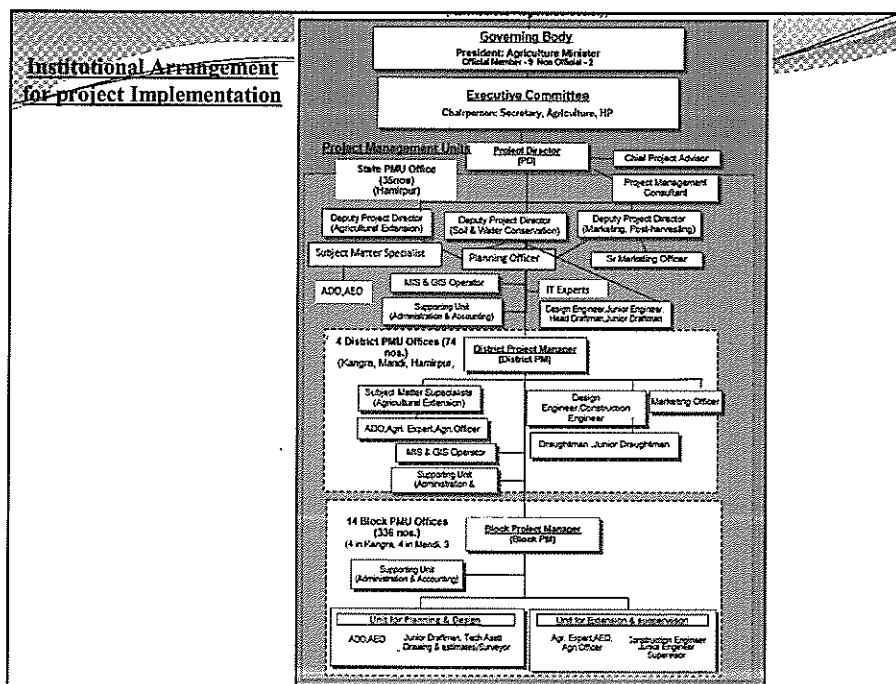 Institutional Arrangement
for project Implementation
Governing Body
President: Agriculture Minister
Official Member - 9 Non Official - 2
Executive Committee
Chairperson: Secretary, Agriculture, HP
Project Management Units
Project Director
(PD)
Chief Project Advisor
State PMU Office
(35nos)
(Hamirpur)
Project Management
Consultant
Deputy Project Director
(Agricultural Extension)
Deputy Project Director
(Soil & Water Conservation)
Deputy Project Director
(Marketing, Post-harvesting)
Subject Matter Specialist
Planning Officer
Sr Marketing Officer
ADO,AEO
MIS & GIS Operator
IT Experts
Supporting Unit
(Administration & Accounting)
Design Engineer,Junior Engineer,
Head Draftman,Junior Draftman
4 District PMU Offices (74
nos.)
(Kangra, Mandi, Hamirpur,
District Project Manager
(District PM)
Subject Matter Supecialists
(Agricultural Extension)
Design
Engineer,Construction
Engineer
Marketing Officer
ADO,Agri. Expert,Agri.Officer
Draughtman ,Junior Draughtman
MIS & GIS Operator
Supporting Unit
(Administration &
14 Block PMU Offices
(336 nos.)
(4 in Kangra, 4 in Mandi, 3
Block Project Manager
(Block PM)
Supporting Unit
(Administration & Accounting)
Unit for Planning & Design
ADO,AEO
Junior Draftman, Tech Asstt
Drawing & estimates/Surveyor
Unit for Extension & suppervision
Agr. Expert,AEO,
Agri.Officer
Construction Engineer
Junior Engineer
Supervisor